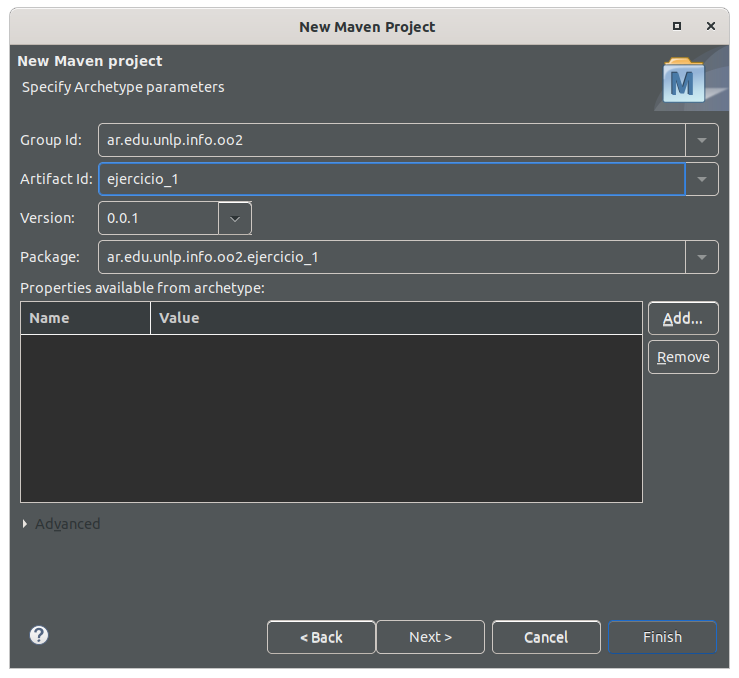 New Maven Project
New Maven project
Specify Archetype parameters
M
Group Id: ar.edu.unlp.info.oo2
Artifact Id: ejercicio_1
Version: 0.0.1
Package: ar.edu.unlp.info.oo2.ejercicio_1
Properties available from archetype:
Name Value
Add...
Remove
Advanced
? < Back Next > Cancel Finish